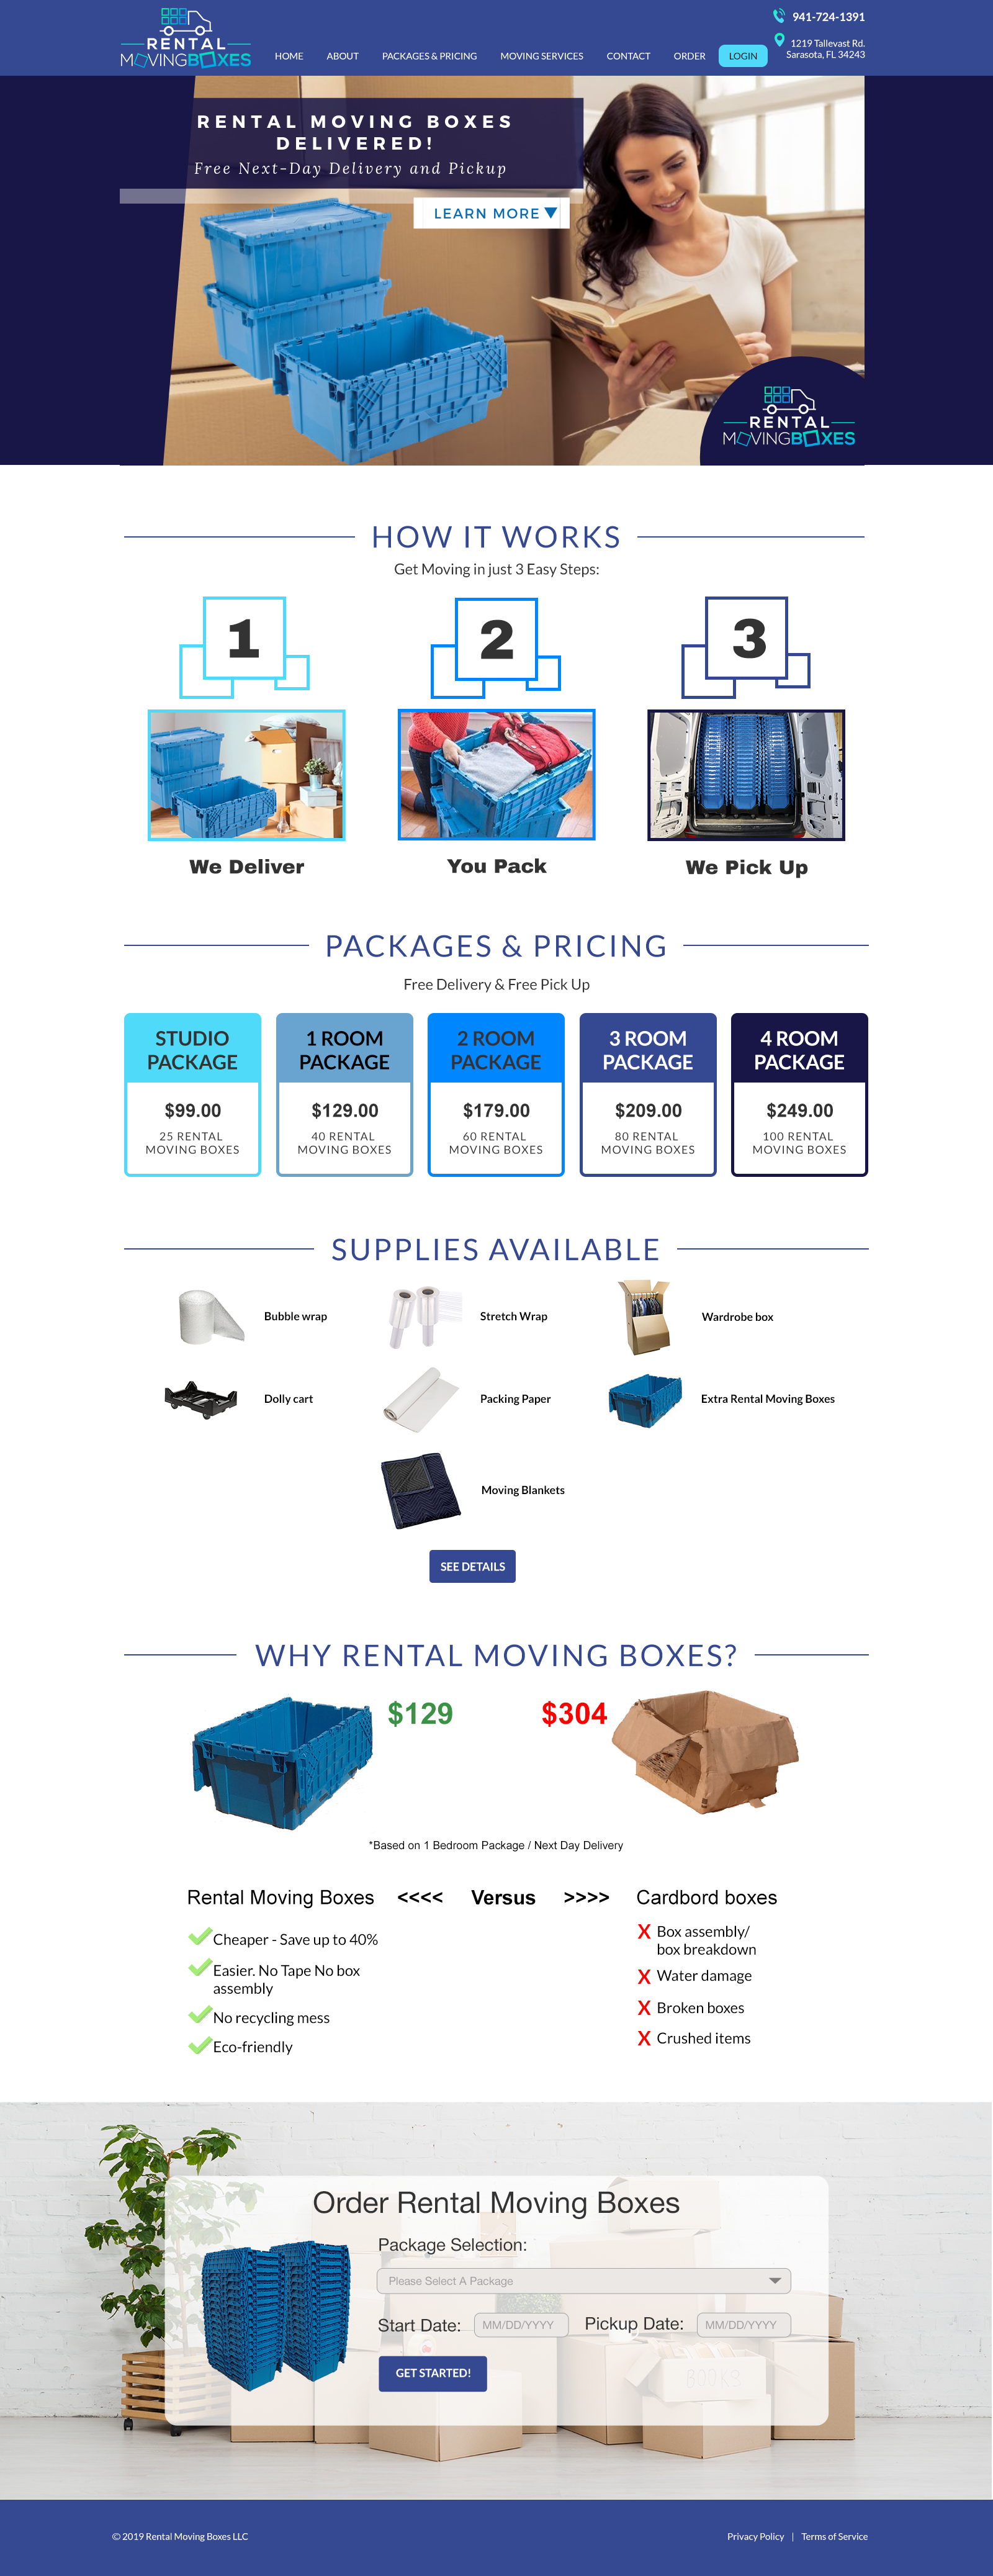 RENTAL
MOVINGBOXES
HOME ABOUT PACKAGES & PRICING MOVING SERVICES CONTACT ORDER LOGIN
941-724-1391
1219 Tallevast Rd.
Sarasota, FL 34243
RENTAL MOVING BOXES
DELIVERED!
Free Next-Day Delivery and Pickup
LEARN MORE
RENTAL
MOVINGBOXES
HOW IT WORKS
Get Moving in just 3 Easy Steps:
1 2 3
We Deliver You Pack We Pick Up
PACKAGES & PRICING
Free Delivery & Free Pick Up
STUDIO
PACKAGE
$99.00
25 RENTAL
MOVING BOXES
1 ROOM
PACKAGE
$129.00
40 RENTAL
MOVING BOXES
2 ROOM
PACKAGE
$179.00
60 RENTAL
MOVING BOXES
3 ROOM
PACKAGE
$209.00
80 RENTAL
MOVING BOXES
4 ROOM
PACKAGE
$249.00
100 RENTAL
MOVING BOXES
SUPPLIES AVAILABLE
Bubble wrap Stretch Wrap Wardrobe box
Dolly cart Packing Paper Extra Rental Moving Boxes
Moving Blankets
SEE DETAILS
WHY RENTAL MOVING BOXES?
$129 $304
*Based on 1 Bedroom Package / Next Day Delivery
Rental Moving Boxes <<<< Versus >>>> Cardbord boxes
Cheaper - Save up to 40%
Easier. No Tape No box
assembly
No recycling mess
Eco-friendly
X Box assembly/
box breakdown
X Water damage
X Broken boxes
X Crushed items
Order Rental Moving Boxes
Package Selection:
Please Select A Package
Start Date: MM/DD/YYYY Pickup Date: MM/DD/YYYY
GET STARTED!
BOOKS
© 2019 Rental Moving Boxes LLC
Privacy Policy | Terms of Service